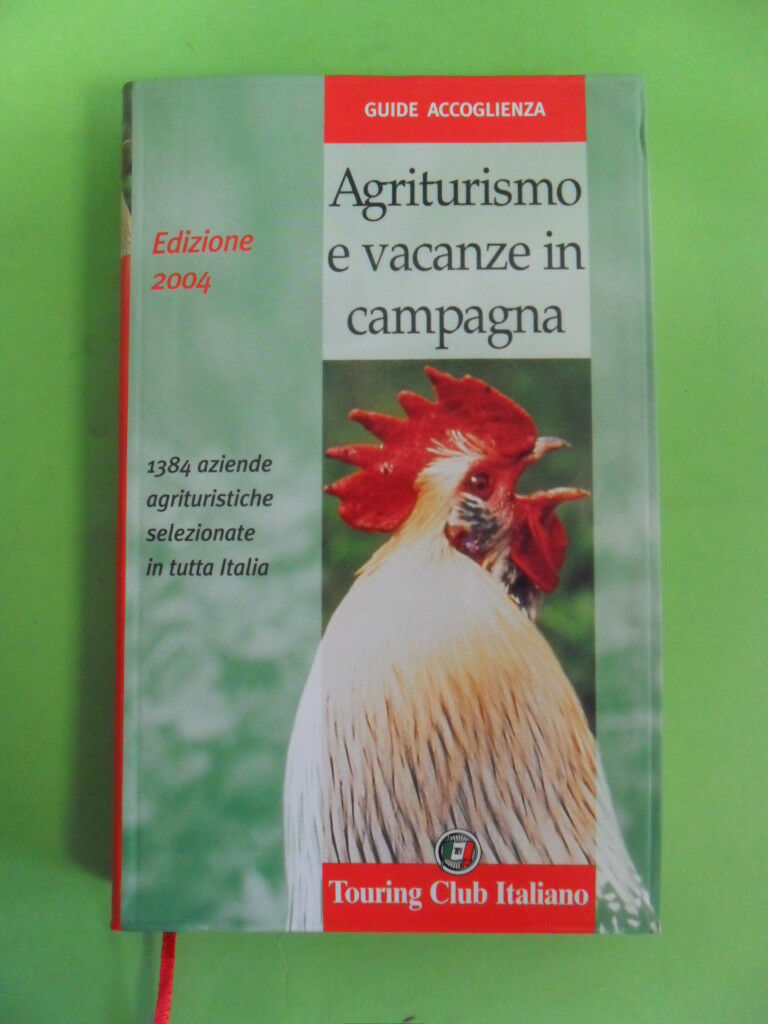 GUIDE ACCOGLIENZA
Agriturismo
e vacanze in
campagna
Edizione
2004
1384 aziende
agrituristiche
selezionate
in tutta Italia
Touring Club Italiano